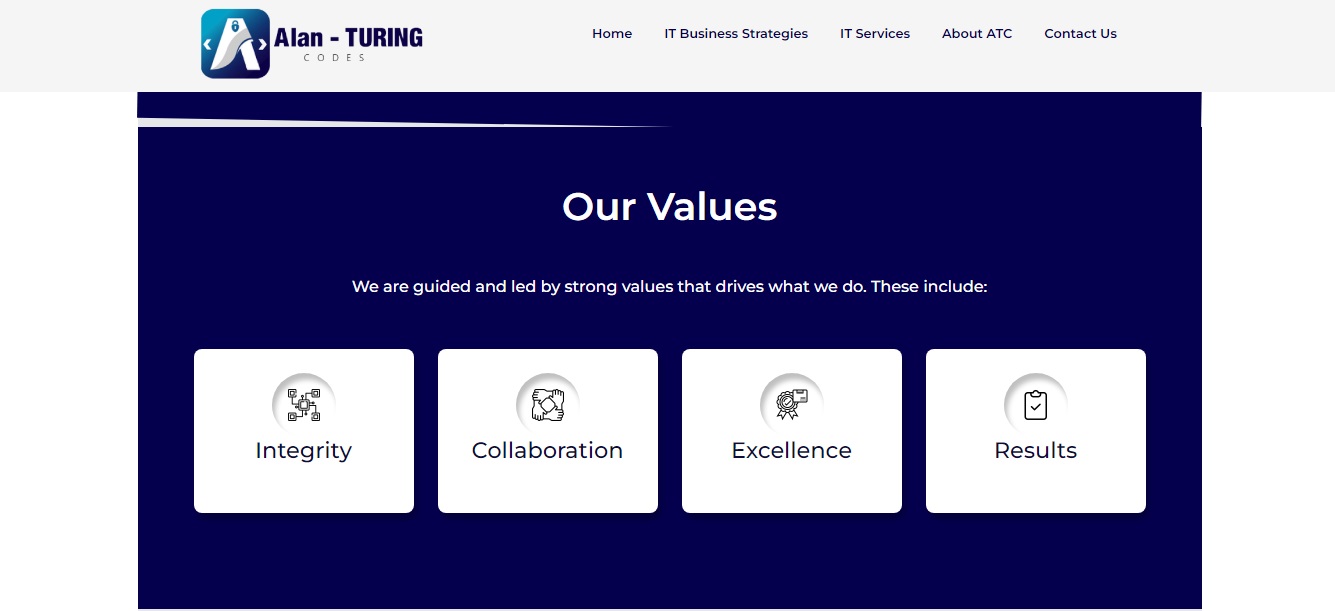 Alan - TURING
CODES
Home IT Business Strategies IT Services About ATC Contact Us
Our Values
We are guided and led by strong values that drives what we do. These include:
Integrity Collaboration Excellence Results